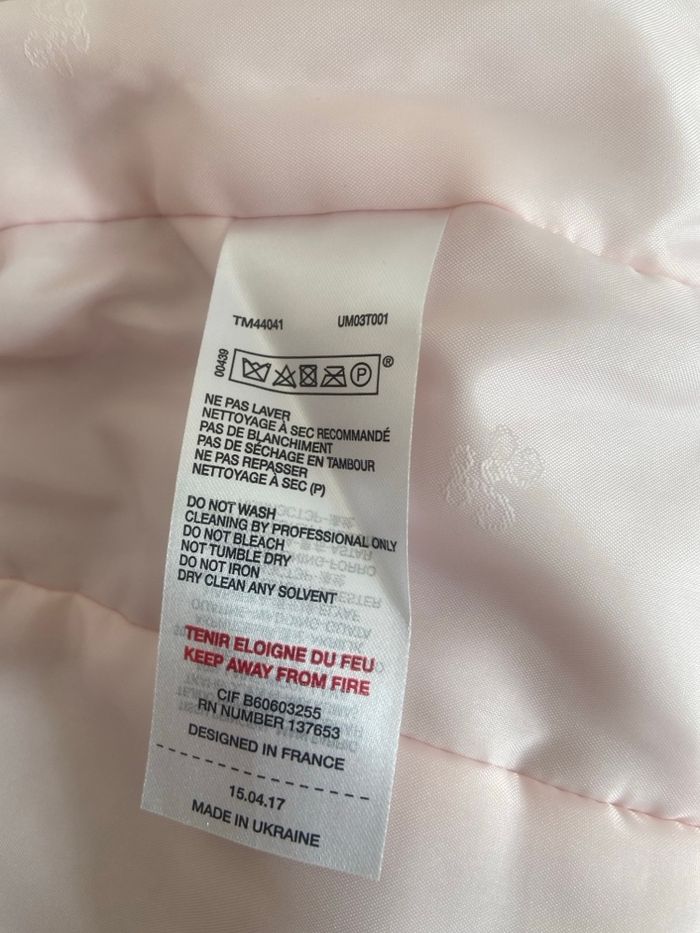 TM44041 UM03T001
00439
P ®
NE PAS LAVER
NETTOYAGE À SEC RECOMMANDÉ
PAS DE BLANCHIMENT
PAS DE SÉCHAGE EN TAMBOUR
NE PAS REPASSER
NETTOYAGE À SEC (P)
DO NOT WASH
CLEANING BY PROFESSIONAL ONLY
DO NOT BLEACH
NOT TUMBLE DRY
DO NOT IRON
DRY CLEAN ANY SOLVENT
TENIR ELOIGNE DU FEU
KEEP AWAY FROM FIRE
CIF B60603255
RN NUMBER 137653
DESIGNED IN FRANCE
15.04.17
MADE IN UKRAINE